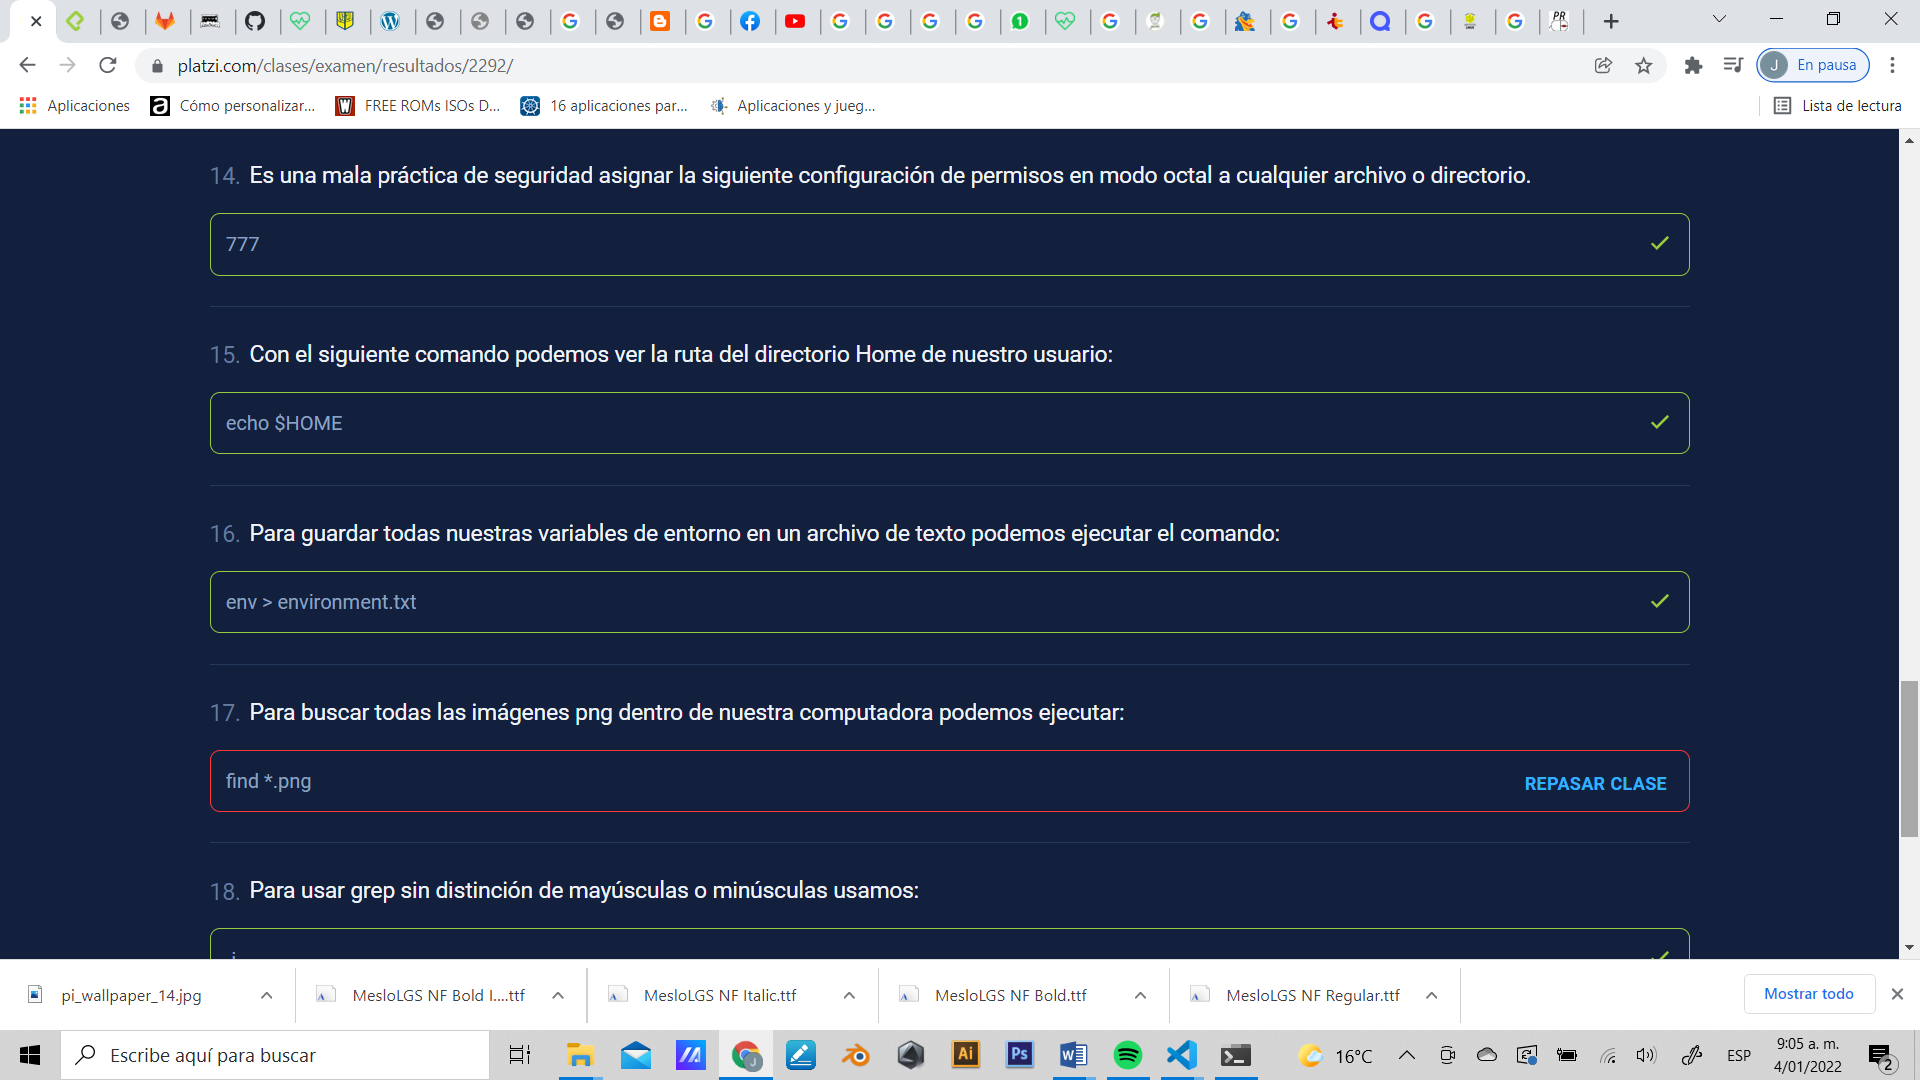 platzi.com/clases/examen/resultados/2292/
J En pausa
Aplicaciones
Cómo personalizar...
FREE ROMs ISOs D...
16 aplicaciones par...
Aplicaciones y jueg...
Lista de lectura
14. Es una mala práctica de seguridad asignar la siguiente configuración de permisos en modo octal a cualquier archivo o directorio.
777
15. Con el siguiente comando podemos ver la ruta del directorio Home de nuestro usuario:
echo $HOME
16. Para guardar todas nuestras variables de entorno en un archivo de texto podemos ejecutar el comando:
env > environment.txt
17. Para buscar todas las imágenes png dentro de nuestra computadora podemos ejecutar:
find *.png
REPASAR CLASE
18. Para usar grep sin distinción de mayúsculas o minúsculas usamos:
pi_wallpaper_14.jpg
MesloLGS NF Bold I....ttf
MesloLGS NF Italic.ttf
MesloLGS NF Bold.ttf
MesloLGS NF Regular.ttf
Mostrar todo
Escribe aquí para buscar
Ai
Ps
16°C
ESP
9:05 a. m.
4/01/2022
2